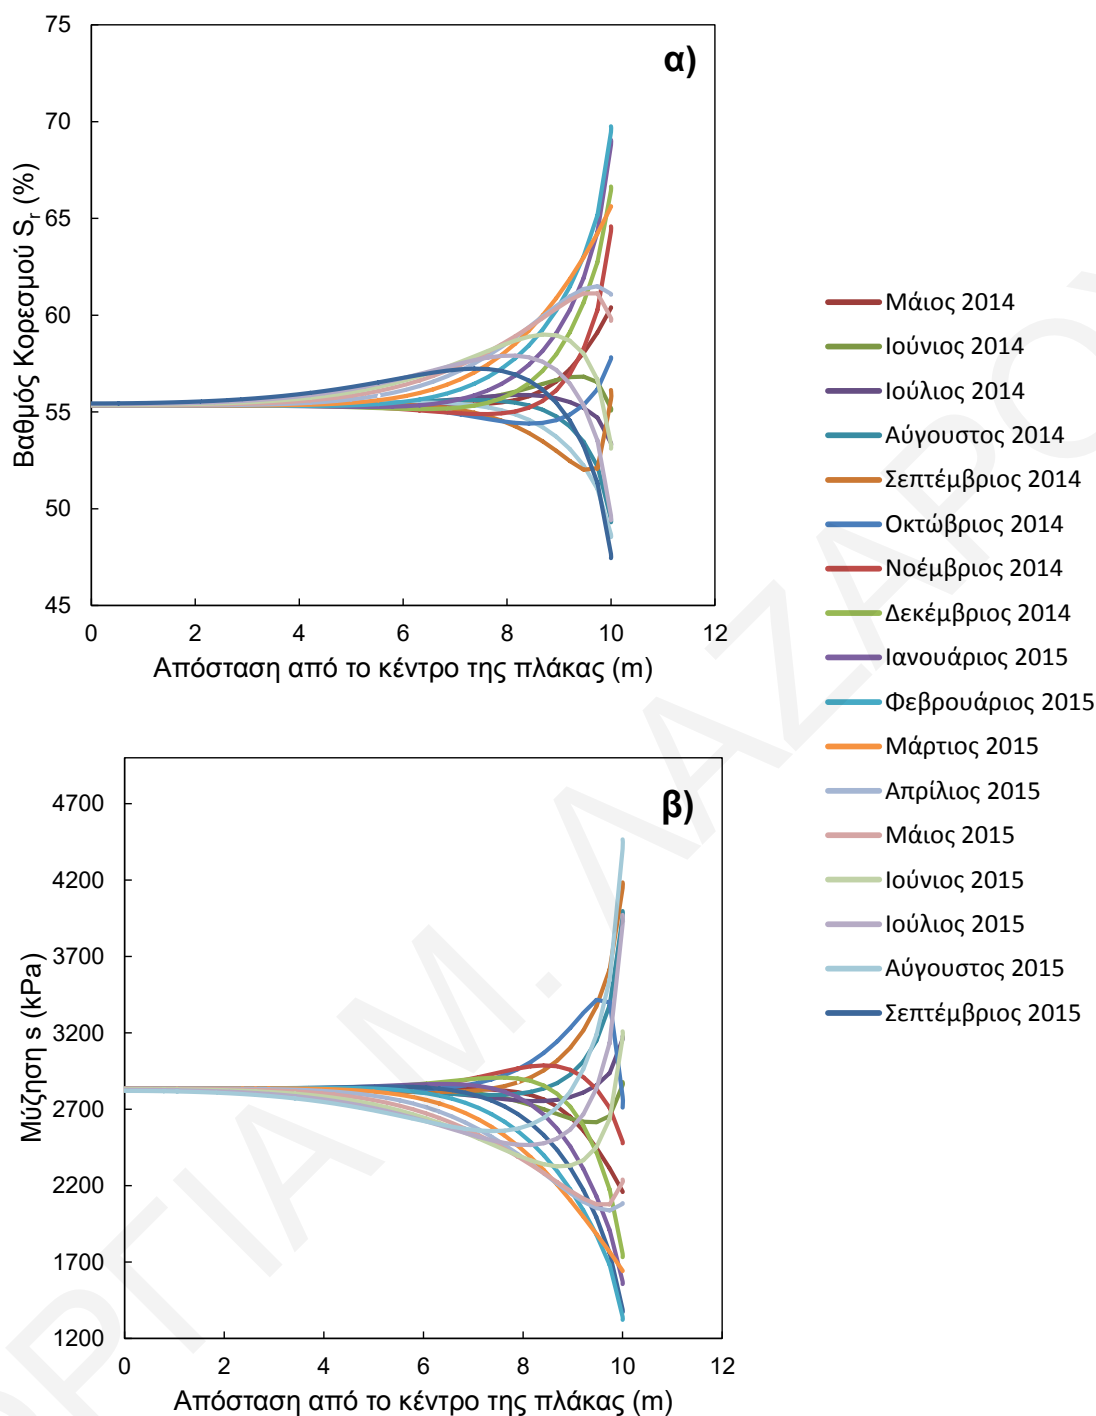 α)
75
70
65
60
55
50
45
Βαθμός Κορεσμού Sr (%)
0 2 4 6 8 10 12
Απόσταση από το κέντρο της πλάκας (m)
Μάιος 2014
Ιούνιος 2014
Ιούλιος 2014
Αύγουστος 2014
Σεπτέμβριος 2014
Οκτώβριος 2014
Νοέμβριος 2014
Δεκέμβριος 2014
Ιανουάριος 2015
Φεβρουάριος 2015
Μάρτιος 2015
Απρίλιος 2015
Μάιος 2015
Ιούνιος 2015
Ιούλιος 2015
Αύγουστος 2015
Σεπτέμβριος 2015
β)
4700
4200
3700
3200
2700
2200
1700
1200
Μύζηση s (kPa)
0 2 4 6 8 10 12
Απόσταση από το κέντρο της πλάκας (m)